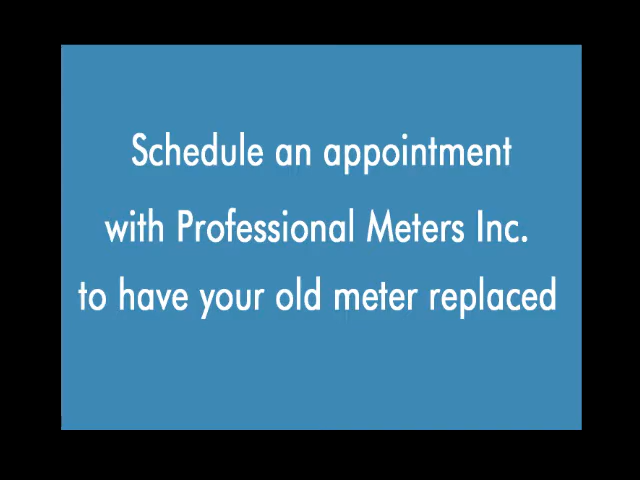 Schedule an appointment
with Professional Meters Inc.
to have your old meter replaced